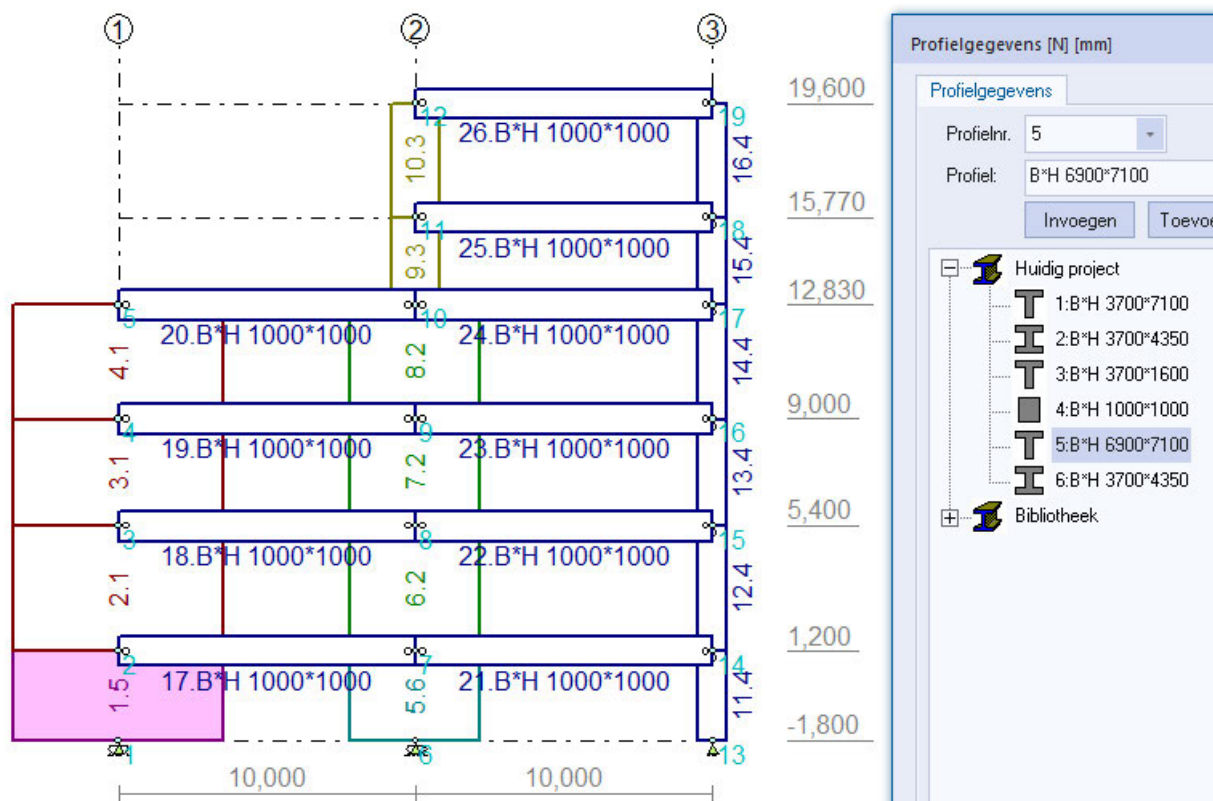 1 2 3
19,600
12 19
26.B*H 1000*1000
10.3
16.4
15,770
11 18
25.B*H 1000*1000
9.3
15.4
12,830
5 10 17
20.B*H 1000*1000 24.B*H 1000*1000
4.1
8.2
14.4
9,000
4 9 16
19.B*H 1000*1000 23.B*H 1000*1000
3.1
7.2
13.4
5,400
3 8 15
18.B*H 1000*1000 22.B*H 1000*1000
2.1
6.2
12.4
1,200
2 7 14
17.B*H 1000*1000 21.B*H 1000*1000
1.5
5.6
11.4
-1,800
1 6 13
10,000 10,000
Profielgegevens [N] [mm]
Profielgegevens
Profielnr. 5
Profiel: B*H 6900*7100
Invoegen Toevoe
Huidig project
1:B*H 3700*7100
2:B*H 3700*4350
3:B*H 3700*1600
4:B*H 1000*1000
5:B*H 6900*7100
6:B*H 3700*4350
Bibliotheek